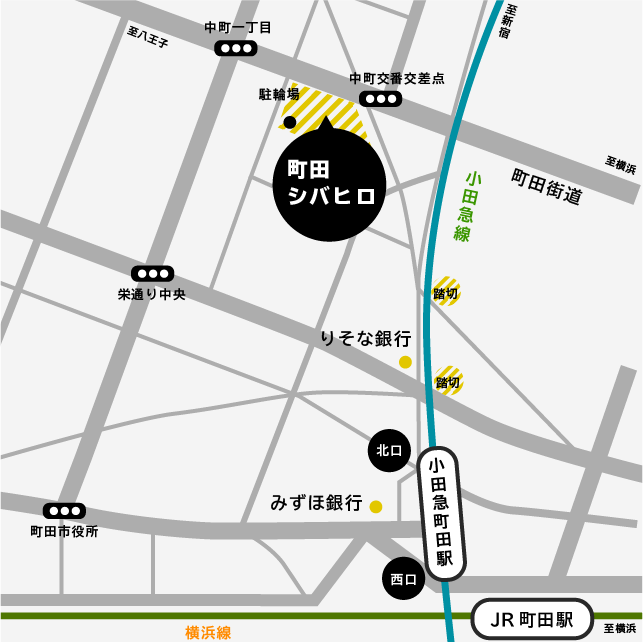 至新宿
中町一丁目
至八王子
中町交番交差点
駐輪場
町田
シバヒロ
至横浜
町田街道
小田急線
栄通り中央
踏切
りそな銀行
踏切
北口
小田急町田駅
みずほ銀行
町田市役所
西口
JR 町田駅
横浜線
至横浜